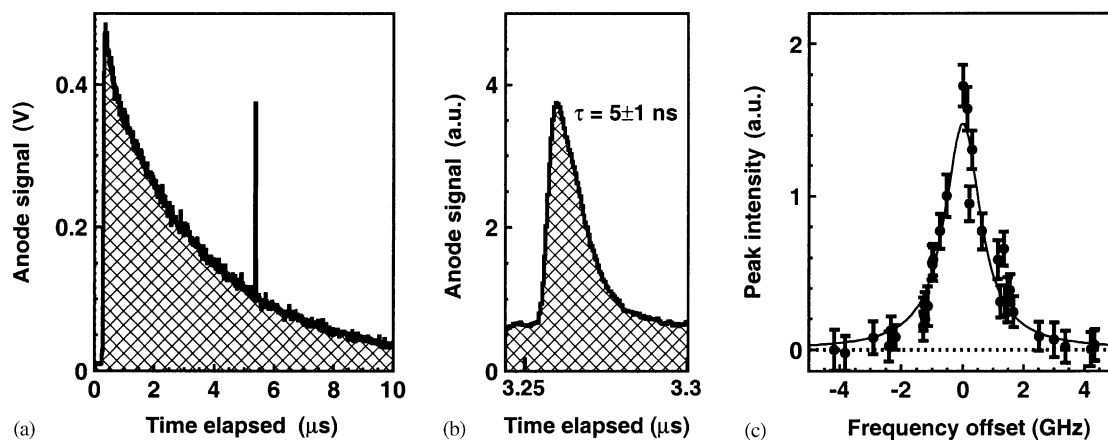 Anode signal (V)
0.4
0.2
0
0
2
4
6
8
10
Time elapsed (μs)
(a)
Anode signal (a.u.)
4
2
0
3.25
3.3
τ = 5±1 ns
Time elapsed (μs)
(b)
Peak intensity (a.u.)
2
1
0
-4
-2
0
2
4
Frequency offset (GHz)
(c)